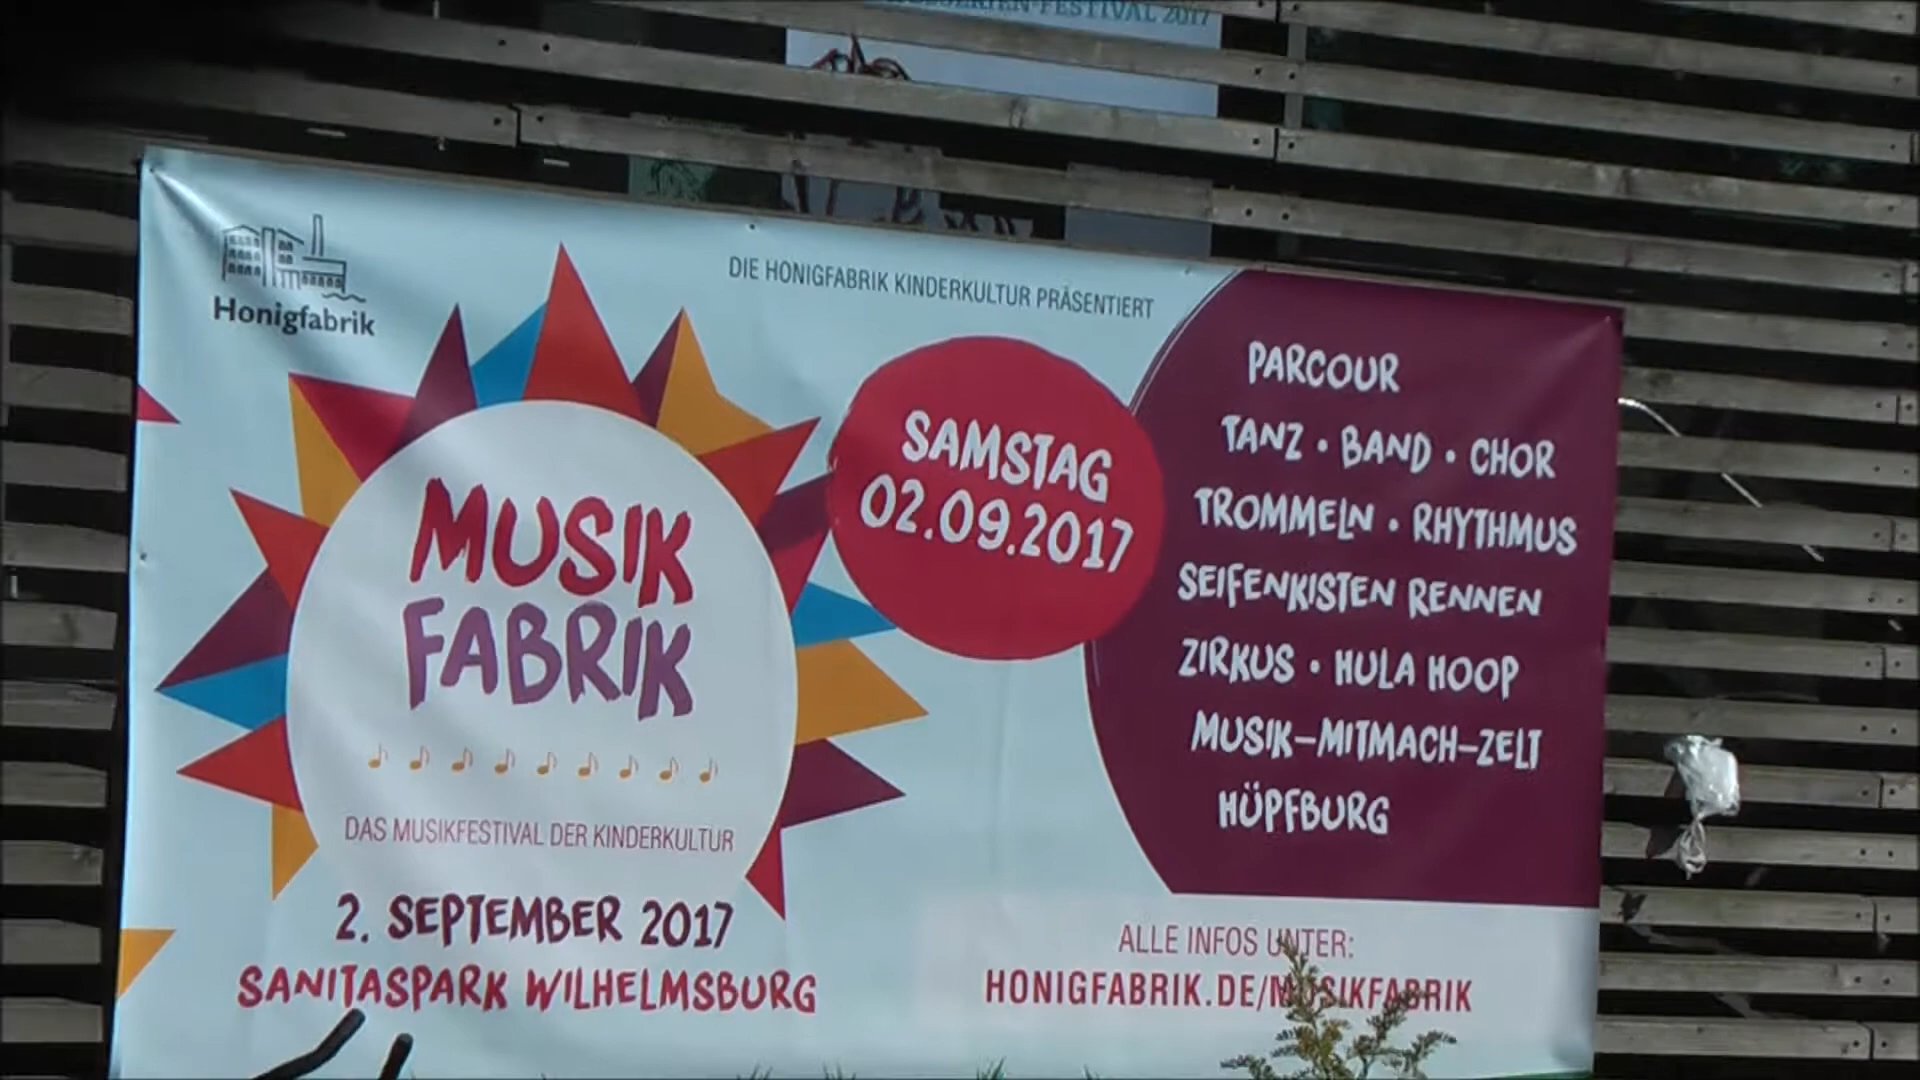 FESTIVAL 2017
Honigfabrik
DIE HONIGFABRIK KINDERKULTUR PRÄSENTIERT
MUSIK
FABRIK
DAS MUSIKFESTIVAL DER KINDERKULTUR
2. SEPTEMBER 2017
SANITASPARK WILHELMSBURG
SAMSTAG
02.09.2017
PARCOUR
TANZ • BAND • CHOR
TROMMELN • RHYTHMUS
SEIFENKISTEN RENNEN
ZIRKUS • HULA HOOP
MUSIK-MITMACH-ZELT
HÜPFBURG
ALLE INFOS UNTER:
HONIGFABRIK.DE/MUSIKFABRIK